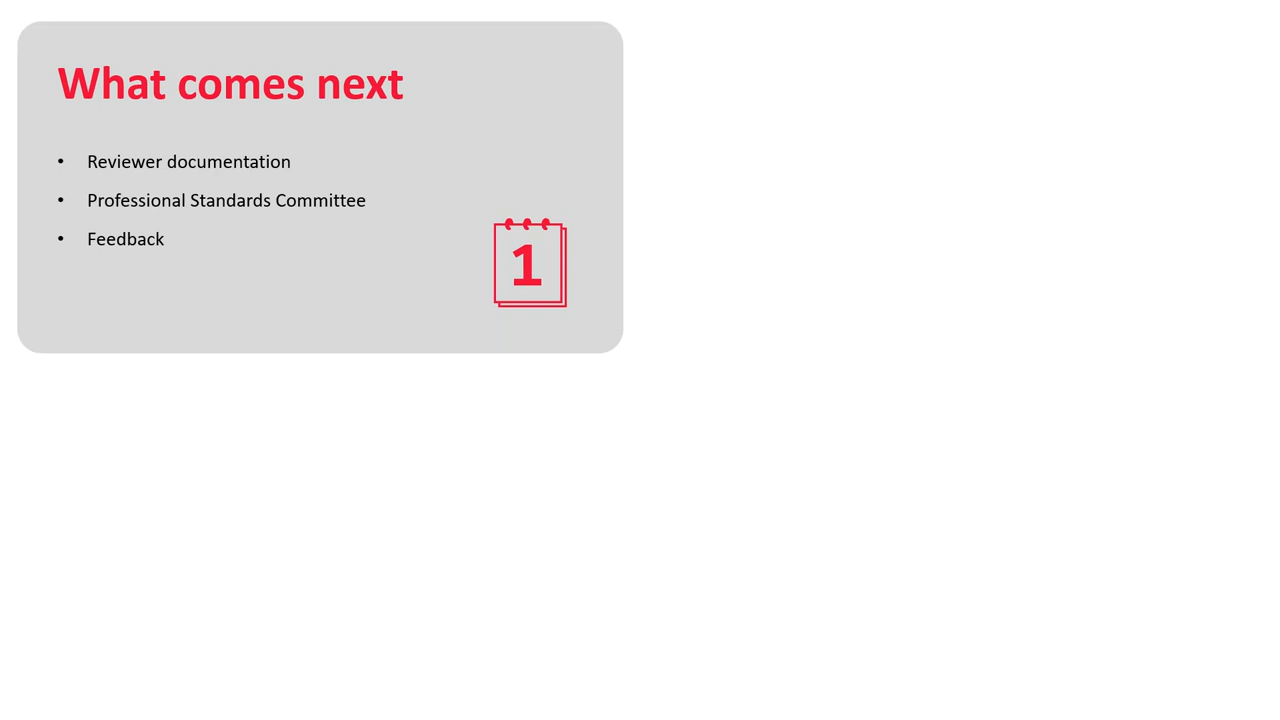 What comes next
• Reviewer documentation
• Professional Standards Committee
• Feedback
1